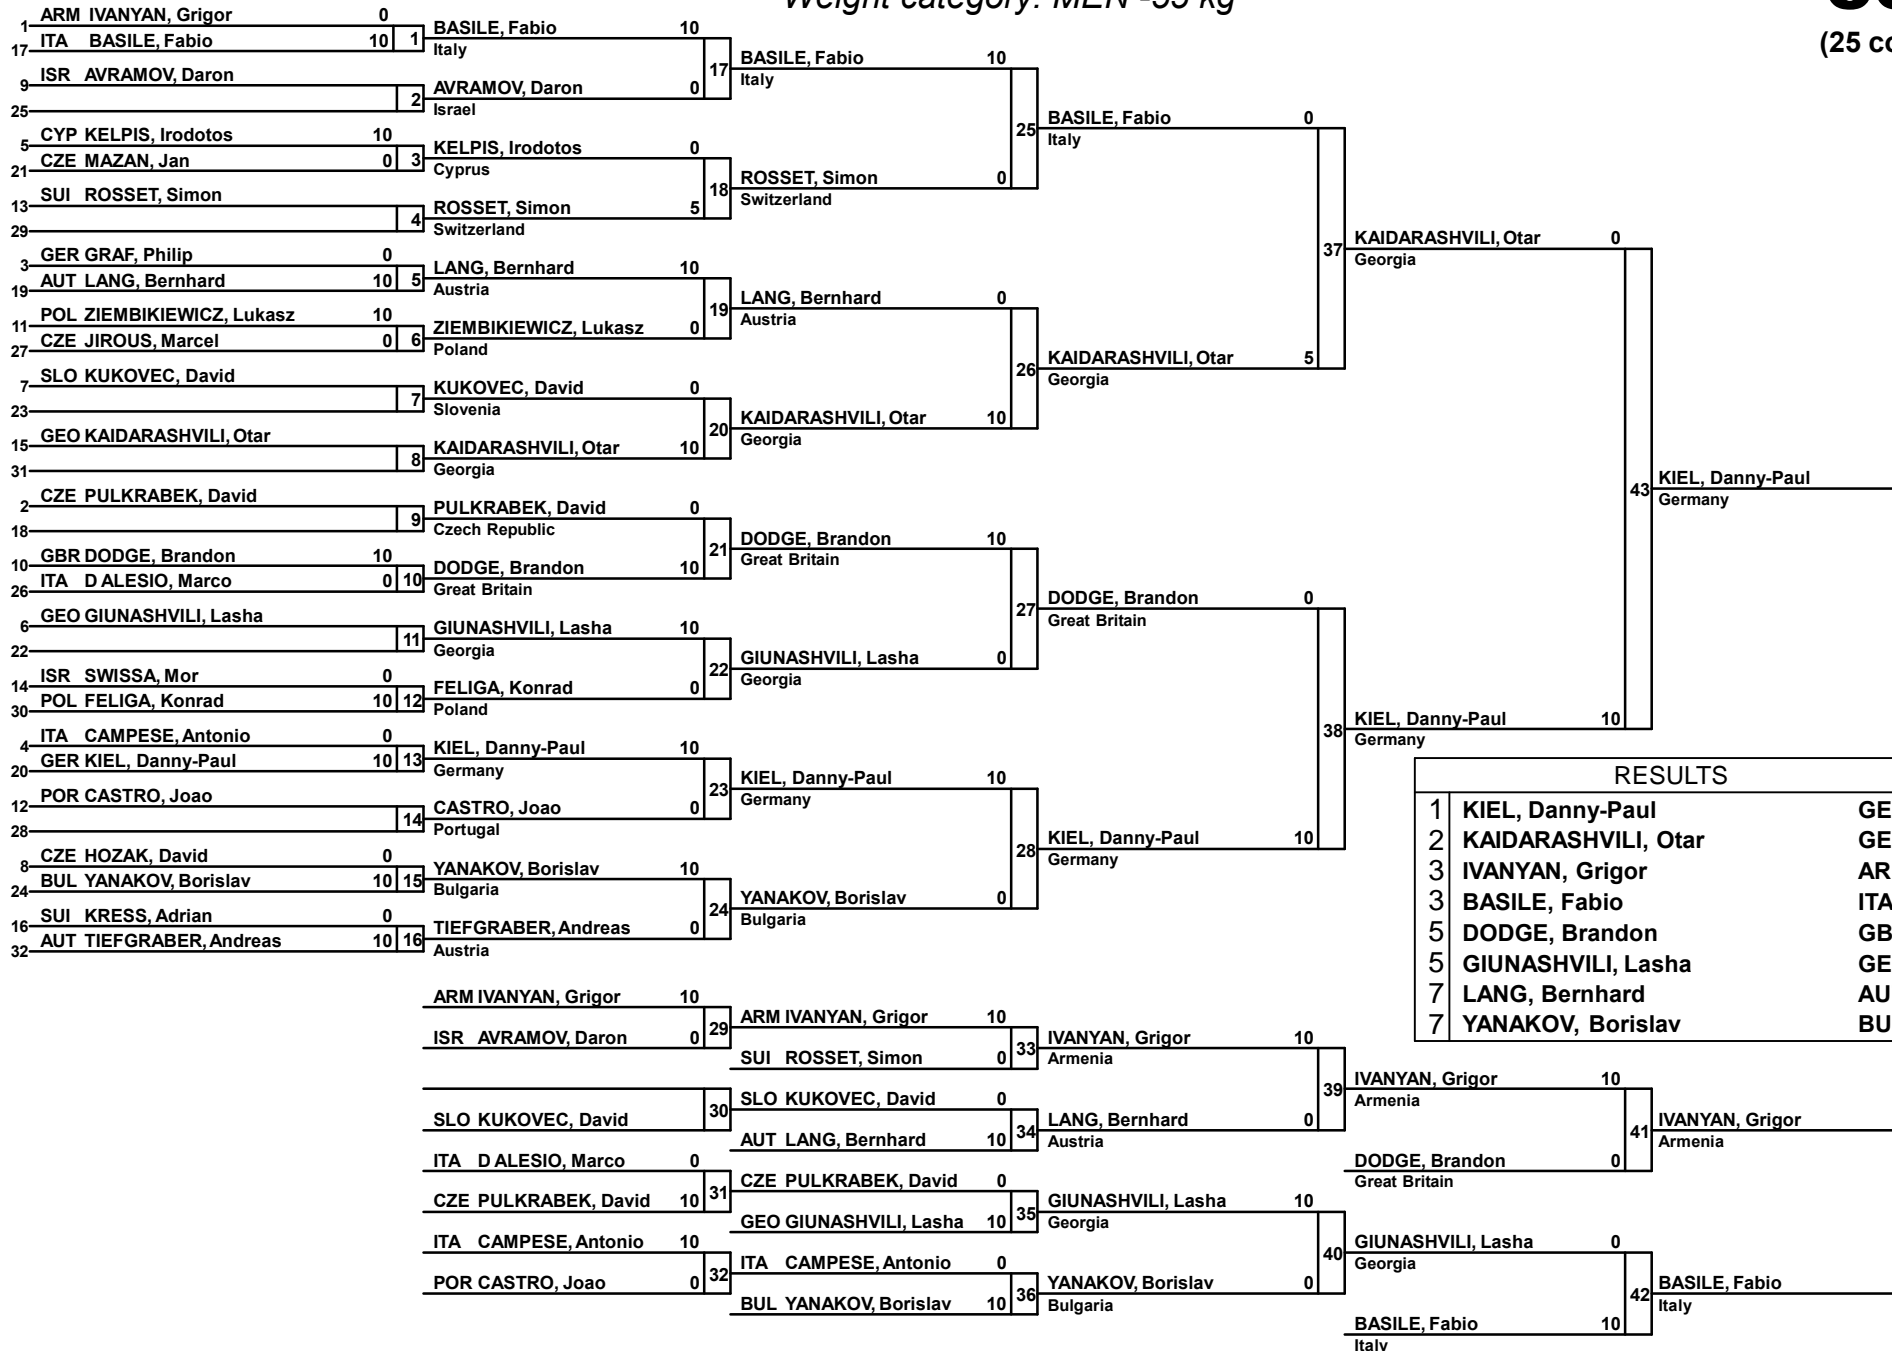 Weight category: MEN -55 kg
(25 co
1 ARM IVANYAN, Grigor 0
17 ITA BASILE, Fabio 10 1
9 ISR AVRAMOV, Daron
25 2
5 CYP KELPIS, Irodotos 10
21 CZE MAZAN, Jan 0 3
13 SUI ROSSET, Simon
29 4
3 GER GRAF, Philip 0
19 AUT LANG, Bernhard 10 5
11 POL ZIEMBIKIEWICZ, Lukasz 10
27 CZE JIROUS, Marcel 0 6
7 SLO KUKOVEC, David
23 7
15 GEO KAIDARASHVILI, Otar
31 8
2 CZE PULKRABEK, David
18 9
10 GBR DODGE, Brandon 10
26 ITA D ALESIO, Marco 0 10
6 GEO GIUNASHVILI, Lasha
22 11
14 ISR SWISSA, Mor 0
30 POL FELIGA, Konrad 10 12
4 ITA CAMPESE, Antonio 0
20 GER KIEL, Danny-Paul 10 13
12 POR CASTRO, Joao
28 14
8 CZE HOZAK, David 0
24 BUL YANAKOV, Borislav 10 15
16 SUI KRESS, Adrian 0
32 AUT TIEFGRABER, Andreas 10 16
BASILE, Fabio 10
Italy
17
AVRAMOV, Daron 0
Israel
KELPIS, Irodotos 0
Cyprus
18
ROSSET, Simon 5
Switzerland
LANG, Bernhard 10
Austria
19
ZIEMBIKIEWICZ, Lukasz 0
Poland
KUKOVEC, David 0
Slovenia
20
KAIDARASHVILI, Otar 10
Georgia
PULKRABEK, David 0
Czech Republic
21
DODGE, Brandon 10
Great Britain
GIUNASHVILI, Lasha 10
Georgia
22
FELIGA, Konrad 0
Poland
KIEL, Danny-Paul 10
Germany
23
CASTRO, Joao 0
Portugal
YANAKOV, Borislav 10
Bulgaria
24
TIEFGRABER, Andreas 0
Austria
BASILE, Fabio 10
Italy
25
ROSSET, Simon 0
Switzerland
LANG, Bernhard 0
Austria
26
KAIDARASHVILI, Otar 10
Georgia
DODGE, Brandon 10
Great Britain
27
GIUNASHVILI, Lasha 0
Georgia
KIEL, Danny-Paul 10
Germany
28
YANAKOV, Borislav 0
Bulgaria
BASILE, Fabio 0
Italy
37
KAIDARASHVILI, Otar 5
Georgia
DODGE, Brandon 0
Great Britain
38
KIEL, Danny-Paul 10
Germany
KAIDARASHVILI, Otar 0
Georgia
43
KIEL, Danny-Paul 10
Germany
KIEL, Danny-Paul
Germany
RESULTS
1 KIEL, Danny-Paul GE
2 KAIDARASHVILI, Otar GE
3 IVANYAN, Grigor AR
3 BASILE, Fabio ITA
5 DODGE, Brandon GB
5 GIUNASHVILI, Lasha GE
7 LANG, Bernhard AU
7 YANAKOV, Borislav BU
ARM IVANYAN, Grigor 10
29
ISR AVRAMOV, Daron 0
30
SLO KUKOVEC, David
ITA D ALESIO, Marco 0
31
CZE PULKRABEK, David 10
ITA CAMPESE, Antonio 10
32
POR CASTRO, Joao 0
ARM IVANYAN, Grigor 10
33
SUI ROSSET, Simon 0
SLO KUKOVEC, David 0
34
AUT LANG, Bernhard 10
CZE PULKRABEK, David 0
35
GEO GIUNASHVILI, Lasha 10
ITA CAMPESE, Antonio 0
36
BUL YANAKOV, Borislav 10
IVANYAN, Grigor 10
Armenia
39
LANG, Bernhard 0
Austria
GIUNASHVILI, Lasha 10
Georgia
40
YANAKOV, Borislav 0
Bulgaria
IVANYAN, Grigor 10
Armenia
41
DODGE, Brandon 0
Great Britain
GIUNASHVILI, Lasha 0
Georgia
42
BASILE, Fabio 10
Italy
IVANYAN, Grigor
Armenia
BASILE, Fabio
Italy